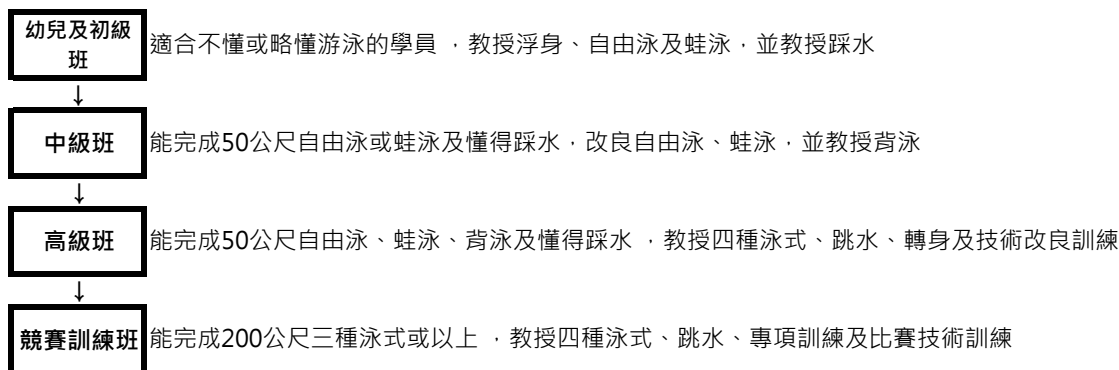 幼兒及初級
班
適合不懂或略懂游泳的學員 ，教授浮身、自由泳及蛙泳，並教授踩水
↓
中級班 能完成50公尺自由泳或蛙泳及懂得踩水，改良自由泳、蛙泳，並教授背泳
↓
高級班 能完成50公尺自由泳、蛙泳、背泳及懂得踩水 ，教授四種泳式、跳水、轉身及技術改良訓練
↓
競賽訓練班 能完成200公尺三種泳式或以上 ，教授四種泳式、跳水、專項訓練及比賽技術訓練